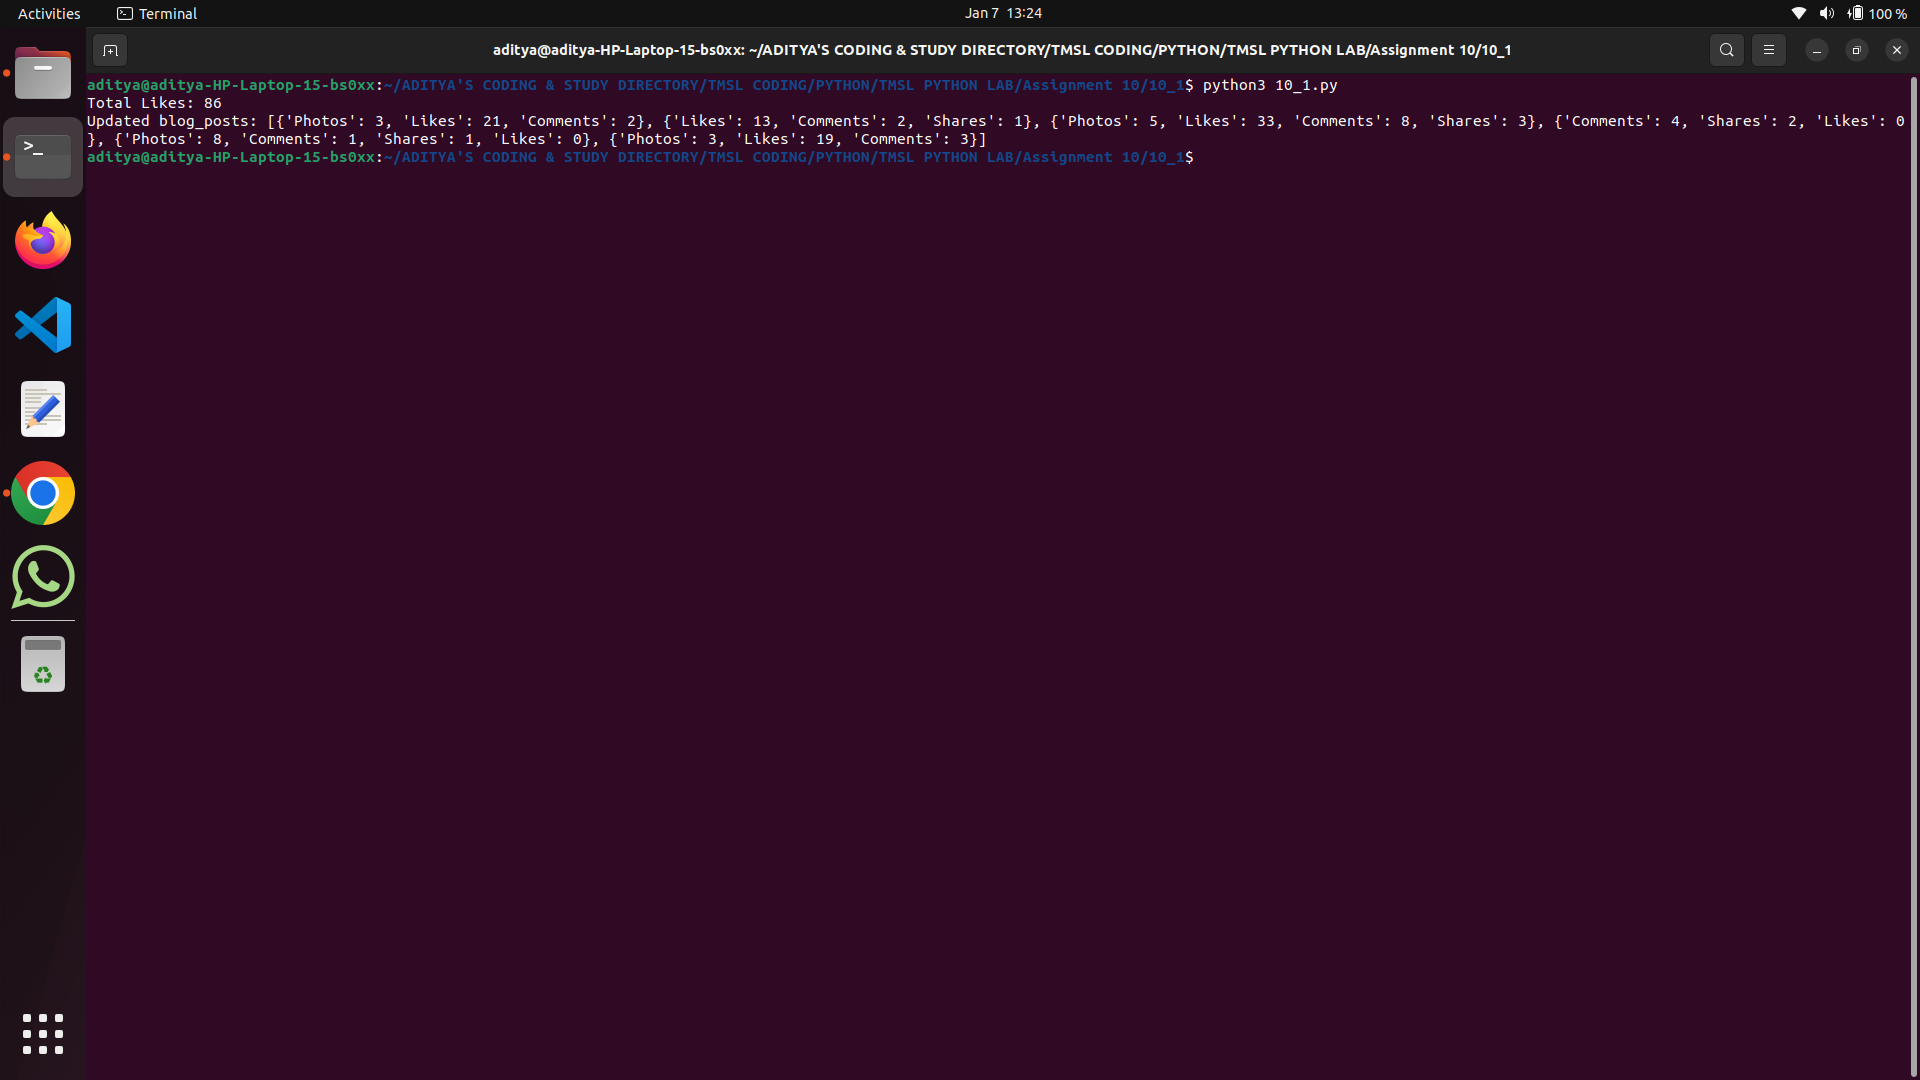 Activities Terminal Jan 7 13:24 100 %
aditya@aditya-HP-Laptop-15-bs0xx: ~/ADITYA'S CODING & STUDY DIRECTORY/TMSL CODING/PYTHON/TMSL PYTHON LAB/Assignment 10/10_1
aditya@aditya-HP-Laptop-15-bs0xx:~/ADITYA'S CODING & STUDY DIRECTORY/TMSL CODING/PYTHON/TMSL PYTHON LAB/Assignment 10/10_1$ python3 10_1.py
Total Likes: 86
Updated blog_posts: [{'Photos': 3, 'Likes': 21, 'Comments': 2}, {'Likes': 13, 'Comments': 2, 'Shares': 1}, {'Photos': 5, 'Likes': 33, 'Comments': 8, 'Shares': 3}, {'Comments': 4, 'Shares': 2, 'Likes': 0
}, {'Photos': 8, 'Comments': 1, 'Shares': 1, 'Likes': 0}, {'Photos': 3, 'Likes': 19, 'Comments': 3}]
aditya@aditya-HP-Laptop-15-bs0xx:~/ADITYA'S CODING & STUDY DIRECTORY/TMSL CODING/PYTHON/TMSL PYTHON LAB/Assignment 10/10_1$